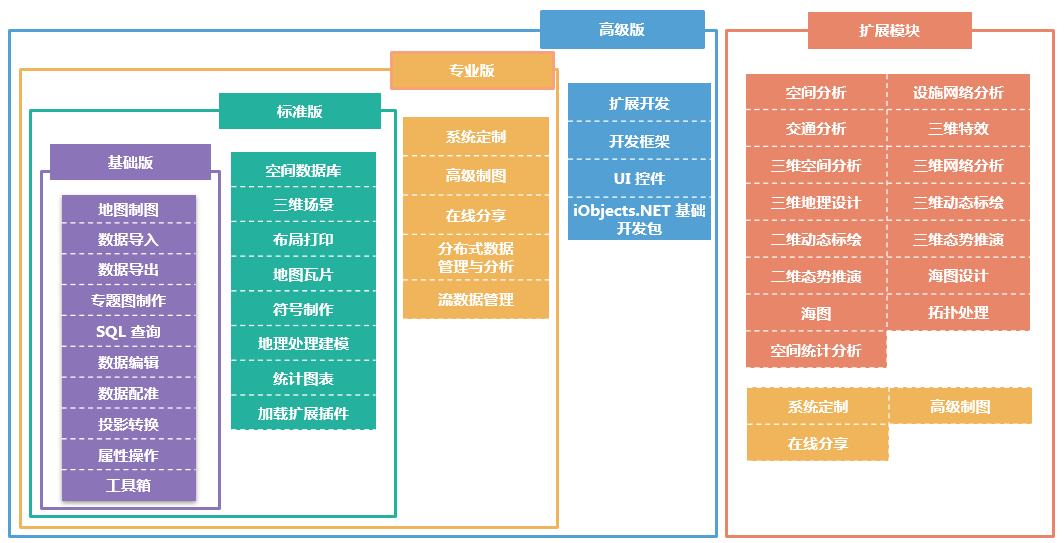 高级版
专业版
标准版
基础版
地图制图
数据导入
数据导出
专题图制作
SQL 查询
数据编辑
数据配准
投影转换
属性操作
工具箱
空间数据库
三维场景
布局打印
地图瓦片
符号制作
地理处理建模
统计图表
加载扩展插件
系统定制
高级制图
在线分享
分布式数据
管理与分析
流数据管理
扩展开发
开发框架
UI 控件
iObjects.NET 基础
开发包
扩展模块
空间分析
设施网络分析
交通分析
三维特效
三维空间分析
三维网络分析
三维地理设计
三维动态标绘
二维动态标绘
三维态势推演
二维态势推演
海图设计
海图
拓扑处理
空间统计分析
系统定制
高级制图
在线分享